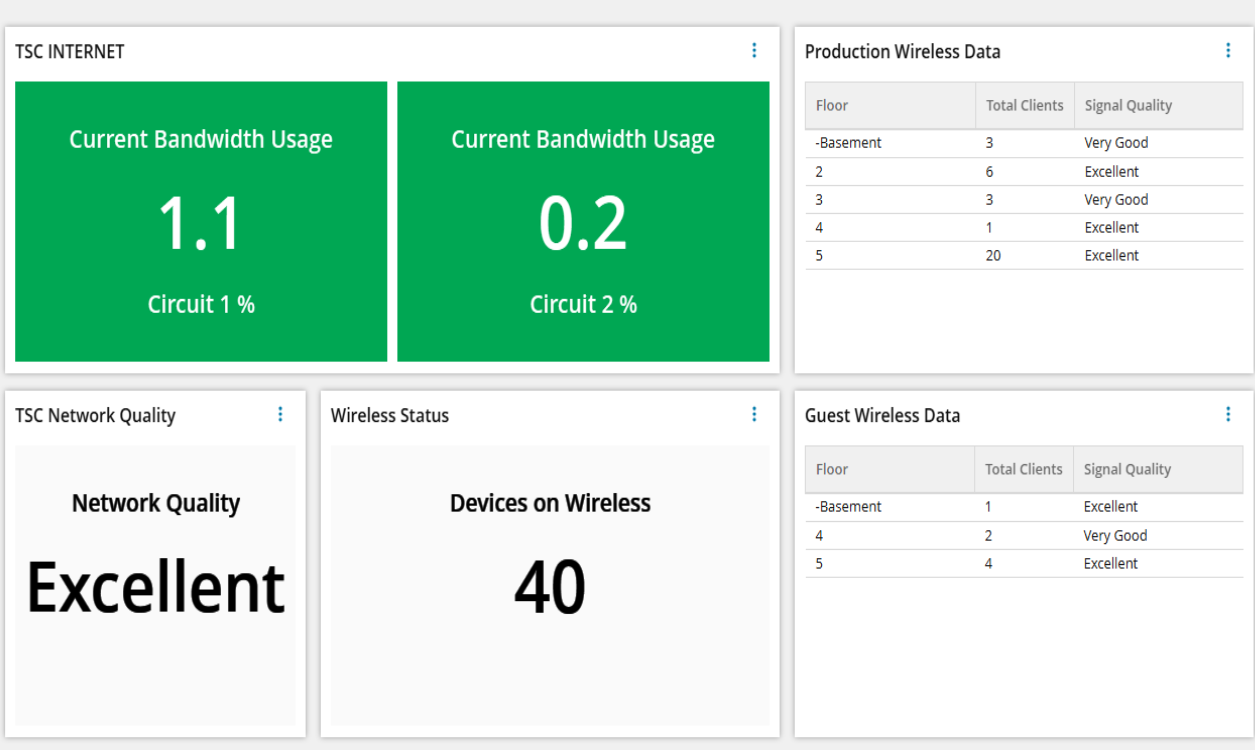 TSC INTERNET
Current Bandwidth Usage
1.1
Circuit 1 %
Current Bandwidth Usage
0.2
Circuit 2 %
Production Wireless Data
Floor Total Clients Signal Quality
-Basement 3 Very Good
2 6 Excellent
3 3 Very Good
4 1 Excellent
5 20 Excellent
TSC Network Quality
Network Quality
Excellent
Wireless Status
Devices on Wireless
40
Guest Wireless Data
Floor Total Clients Signal Quality
-Basement 1 Excellent
4 2 Very Good
5 4 Excellent